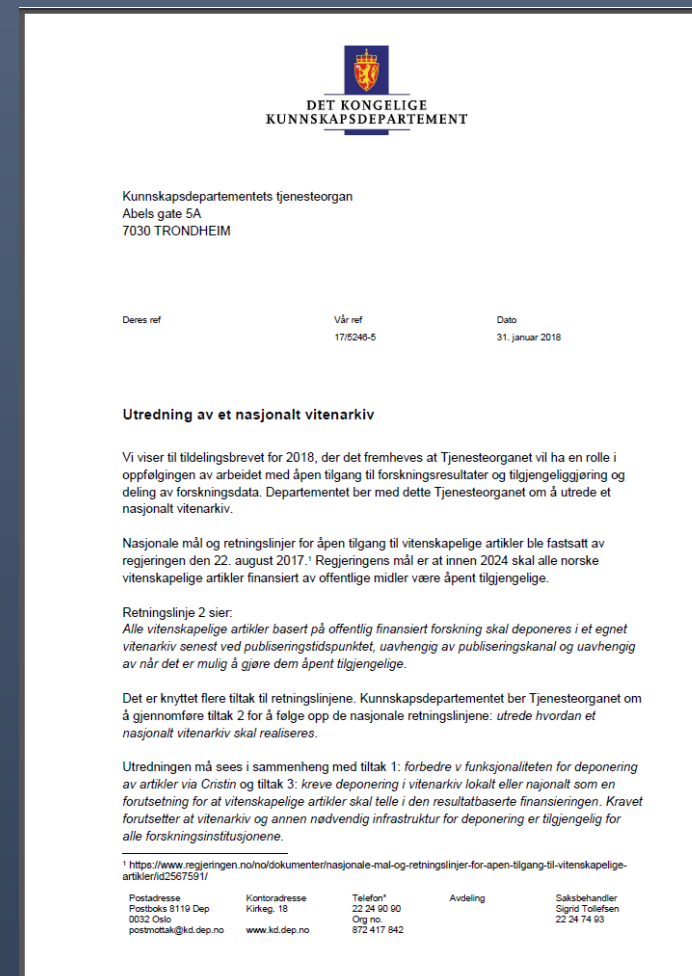 DET KONGELIGE
KUNNSKAPSDEPARTEMENT
Kunnskapsdepartementets tjenesteorgan
Abels gate 5A
7030 TRONDHEIM
Deres ref Vår ref Dato
17/5246-5 31. januar 2018
Utredning av et nasjonalt vitenarkiv
Vi viser til tildelingsbrevet for 2018, der det fremheves at Tjenesteorganet vil ha en rolle i
oppfølgingen av arbeidet med åpen tilgang til forskningsresultater og tilgjengeliggjøring og
deling av forskningsdata. Departementet ber med dette Tjenesteorganet om å utrede et
nasjonalt vitenarkiv.
Nasjonale mål og retningslinjer for åpen tilgang til vitenskapelige artikler ble fastsatt av
regjeringen den 22. august 2017.¹ Regjeringens mål er at innen 2024 skal alle norske
vitenskapelige artikler finansiert av offentlige midler være åpent tilgjengelige.
Retningslinje 2 sier:
Alle vitenskapelige artikler basert på offentlig finansiert forskning skal deponeres i et egnet
vitenarkiv senest ved publiseringstidspunktet, uavhengig av publiseringskanal og uavhengig
av når det er mulig å gjøre dem åpent tilgjengelige.
Det er knyttet flere tiltak til retningslinjene. Kunnskapsdepartementet ber Tjenesteorganet om
å gjennomføre tiltak 2 for å følge opp de nasjonale retningslinjene: utrede hvordan et
nasjonalt vitenarkiv skal realiseres.
Utredningen må sees i sammenheng med tiltak 1: forbedre v funksjonaliteten for deponering
av artikler via Cristin og tiltak 3: kreve deponering i vitenarkiv lokalt eller najonalt som en
forutsetning for at vitenskapelige artikler skal telle i den resultatbaserte finansieringen. Kravet
forutsetter at vitenarkiv og annen nødvendig infrastruktur for deponering er tilgjengelig for
alle forskningsinstitusjonene.
¹ https://www.regjeringen.no/no/dokumenter/nasjonale-mal-og-retningslinjer-for-apen-tilgang-til-vitenskapelige-
artikler/id2567591/
Postadresse Kontoradresse Telefon* Avdeling Saksbehandler
Postboks 8119 Dep Kirkeg. 18 22 24 90 90 Sigrid Tollefsen
0032 Oslo Org no. 22 24 74 93
postmottak@kd.dep.no www.kd.dep.no 872 417 842